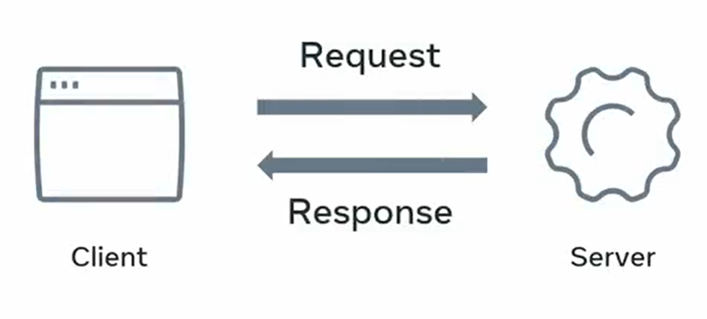 Request
Response
Client
Server